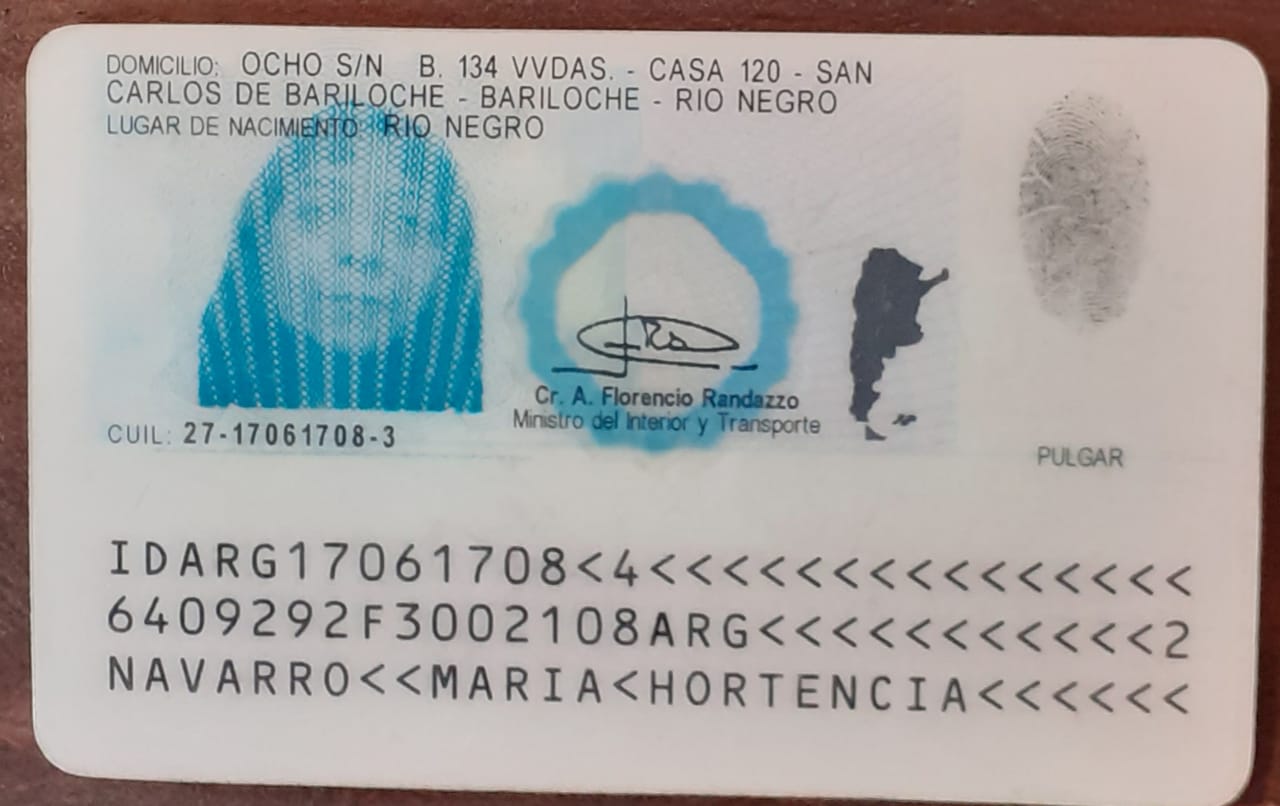 DOMICILIO: OCHO S/N B. 134 VVDAS. - CASA 120 - SAN
CARLOS DE BARILOCHE - BARILOCHE - RIO NEGRO
LUGAR DE NACIMIENTO: RIO NEGRO
Cr. A. Florencio Randazzo
Ministro del Interior y Transporte
CUIL: 27-17061708-3
PULGAR
IDARG17061708<4<<<<<<<<<<<<<<<
6409292F3002108ARG<<<<<<<<<<<2
NAVARRO<<MARIA<HORTENCIA<<<<<<